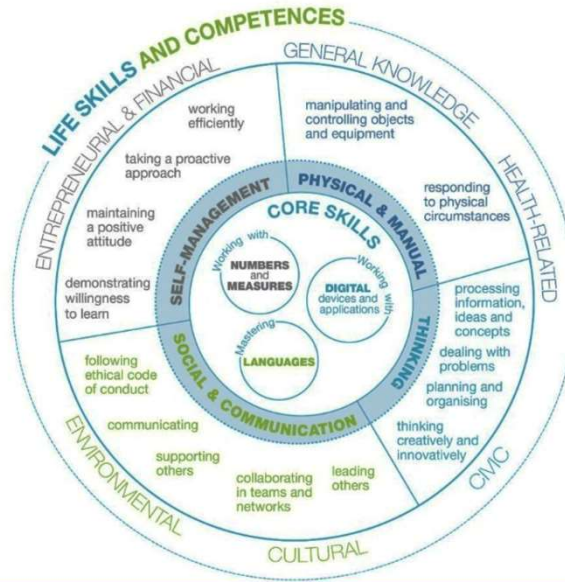 LIFE SKILLS AND COMPETENCES
ENTREPRENEURIAL & FINANCIAL
GENERAL KNOWLEDGE
HEALTH-RELATED
CIVIC
CULTURAL
ENVIRONMENTAL
SELF-MANAGEMENT
working
efficiently
taking a proactive
approach
maintaining
a positive
attitude
demonstrating
willingness
to learn
PHYSICAL & MANUAL
manipulating and
controlling objects
and equipment
responding
to physical
circumstances
THINKING
processing
information,
ideas and
concepts
dealing with
problems
planning and
organising
thinking
creatively and
innovatively
SOCIAL & COMMUNICATION
following
ethical code
of conduct
communicating
supporting
others
collaborating
in teams and
networks
leading
others
CORE SKILLS
Working with
NUMBERS
and
MEASURES
Working with
DIGITAL
devices and
applications
Mastering
LANGUAGES